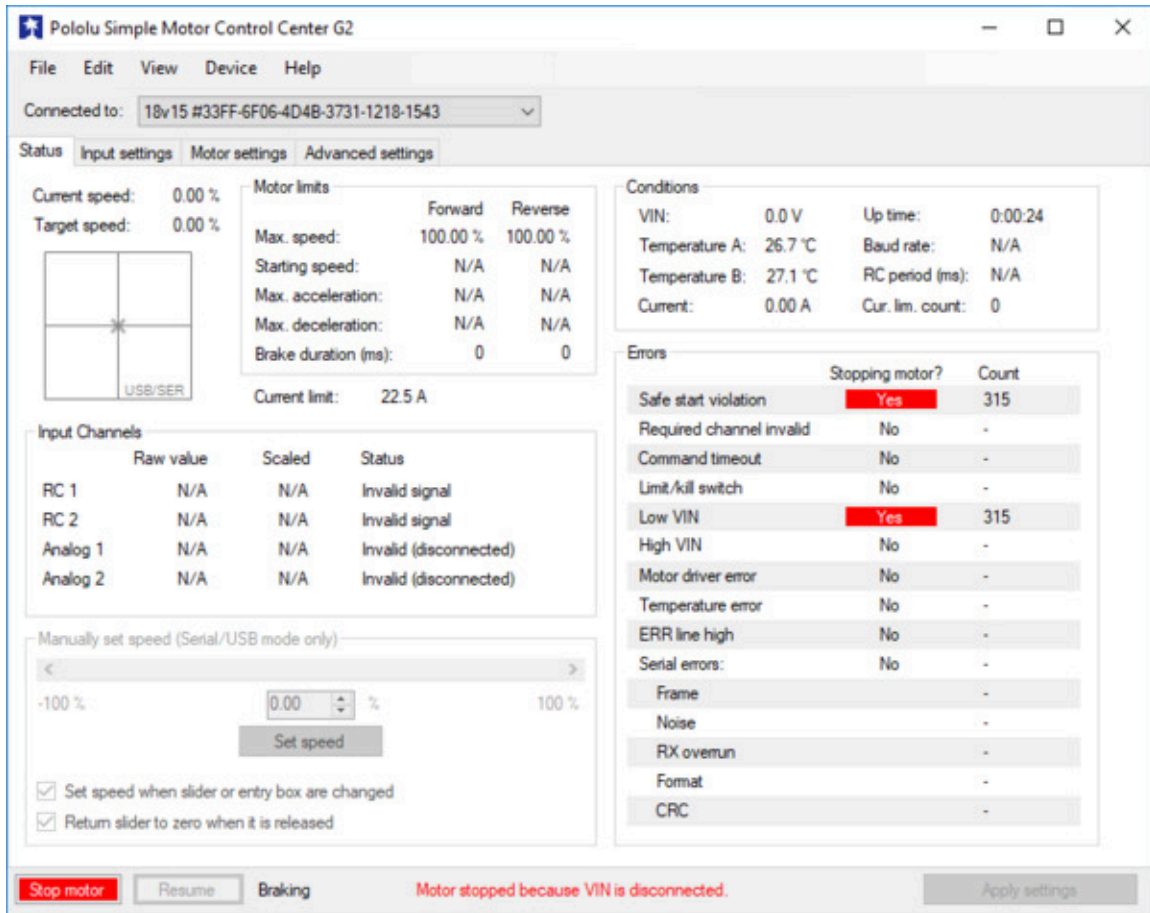 Pololu Simple Motor Control Center G2
File Edit View Device Help
Connected to: 18v15 #33FF-6F06-4D4B-3731-1218-1543
Status Input settings Motor settings Advanced settings
Current speed: 0.00 %
Target speed: 0.00 %
USB/SER
Motor limits
Forward Reverse
Max. speed: 100.00 % 100.00 %
Starting speed: N/A N/A
Max. acceleration: N/A N/A
Max. deceleration: N/A N/A
Brake duration (ms): 0 0
Current limit: 22.5 A
Input Channels
Raw value Scaled Status
RC 1 N/A N/A Invalid signal
RC 2 N/A N/A Invalid signal
Analog 1 N/A N/A Invalid (disconnected)
Analog 2 N/A N/A Invalid (disconnected)
Manually set speed (Serial/USB mode only)
-100 % 0.00 % 100 %
Set speed
Set speed when slider or entry box are changed
Return slider to zero when it is released
Conditions
VIN: 0.0 V Up time: 0:00:24
Temperature A: 26.7 °C Baud rate: N/A
Temperature B: 27.1 °C RC period (ms): N/A
Current: 0.00 A Cur. lim. count: 0
Errors
Stopping motor? Count
Safe start violation Yes 315
Required channel invalid No -
Command timeout No -
Limit/kill switch No -
Low VIN Yes 315
High VIN No -
Motor driver error No -
Temperature error No -
ERR line high No -
Serial errors: No -
Frame -
Noise -
RX overrun -
Format -
CRC -
Stop motor Resume Braking Motor stopped because VIN is disconnected. Apply settings